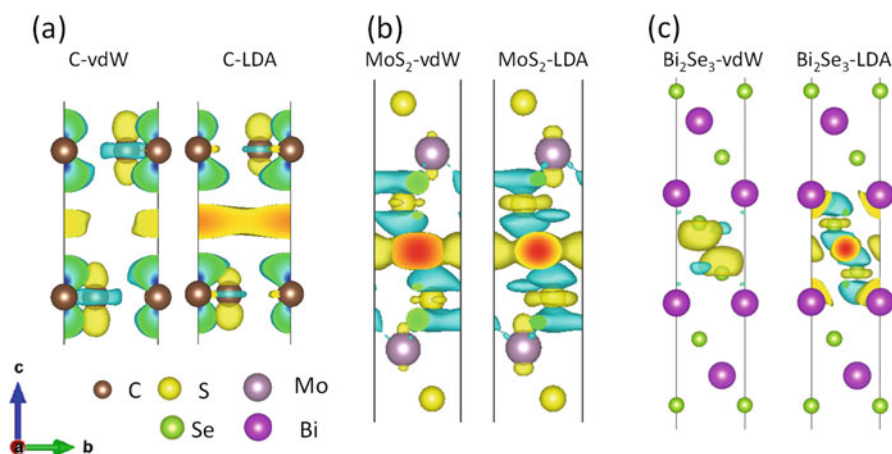 (a)
C-vdW C-LDA
(b)
MoS₂-vdW MoS₂-LDA
(c)
Bi₂Se₃-vdW Bi₂Se₃-LDA
C S Mo
Se Bi
c
a b